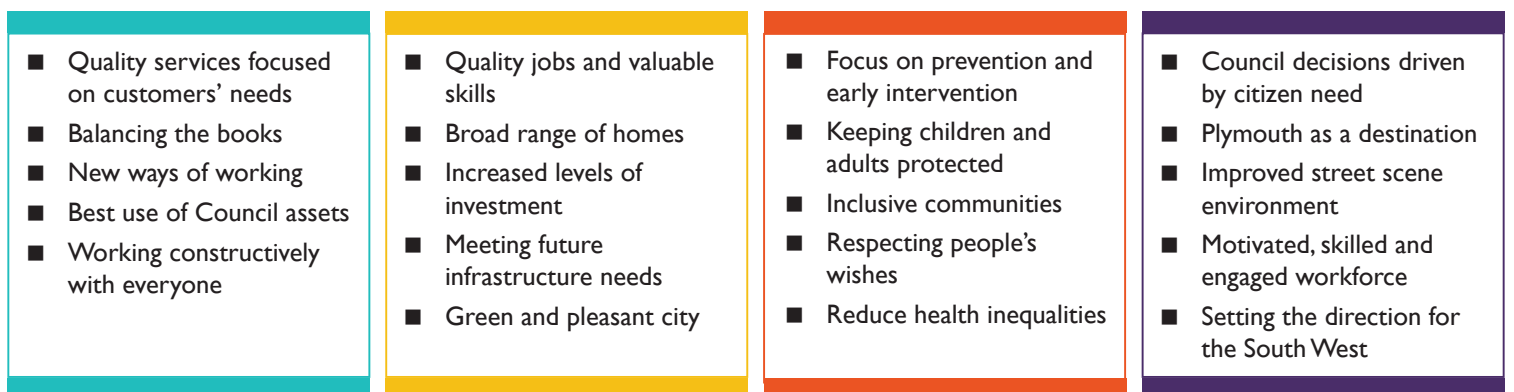 ■ Quality services focused
on customers’ needs
■ Balancing the books
■ New ways of working
■ Best use of Council assets
■ Working constructively
with everyone
■ Quality jobs and valuable
skills
■ Broad range of homes
■ Increased levels of
investment
■ Meeting future
infrastructure needs
■ Green and pleasant city
■ Focus on prevention and
early intervention
■ Keeping children and
adults protected
■ Inclusive communities
■ Respecting people’s
wishes
■ Reduce health inequalities
■ Council decisions driven
by citizen need
■ Plymouth as a destination
■ Improved street scene
environment
■ Motivated, skilled and
engaged workforce
■ Setting the direction for
the South West